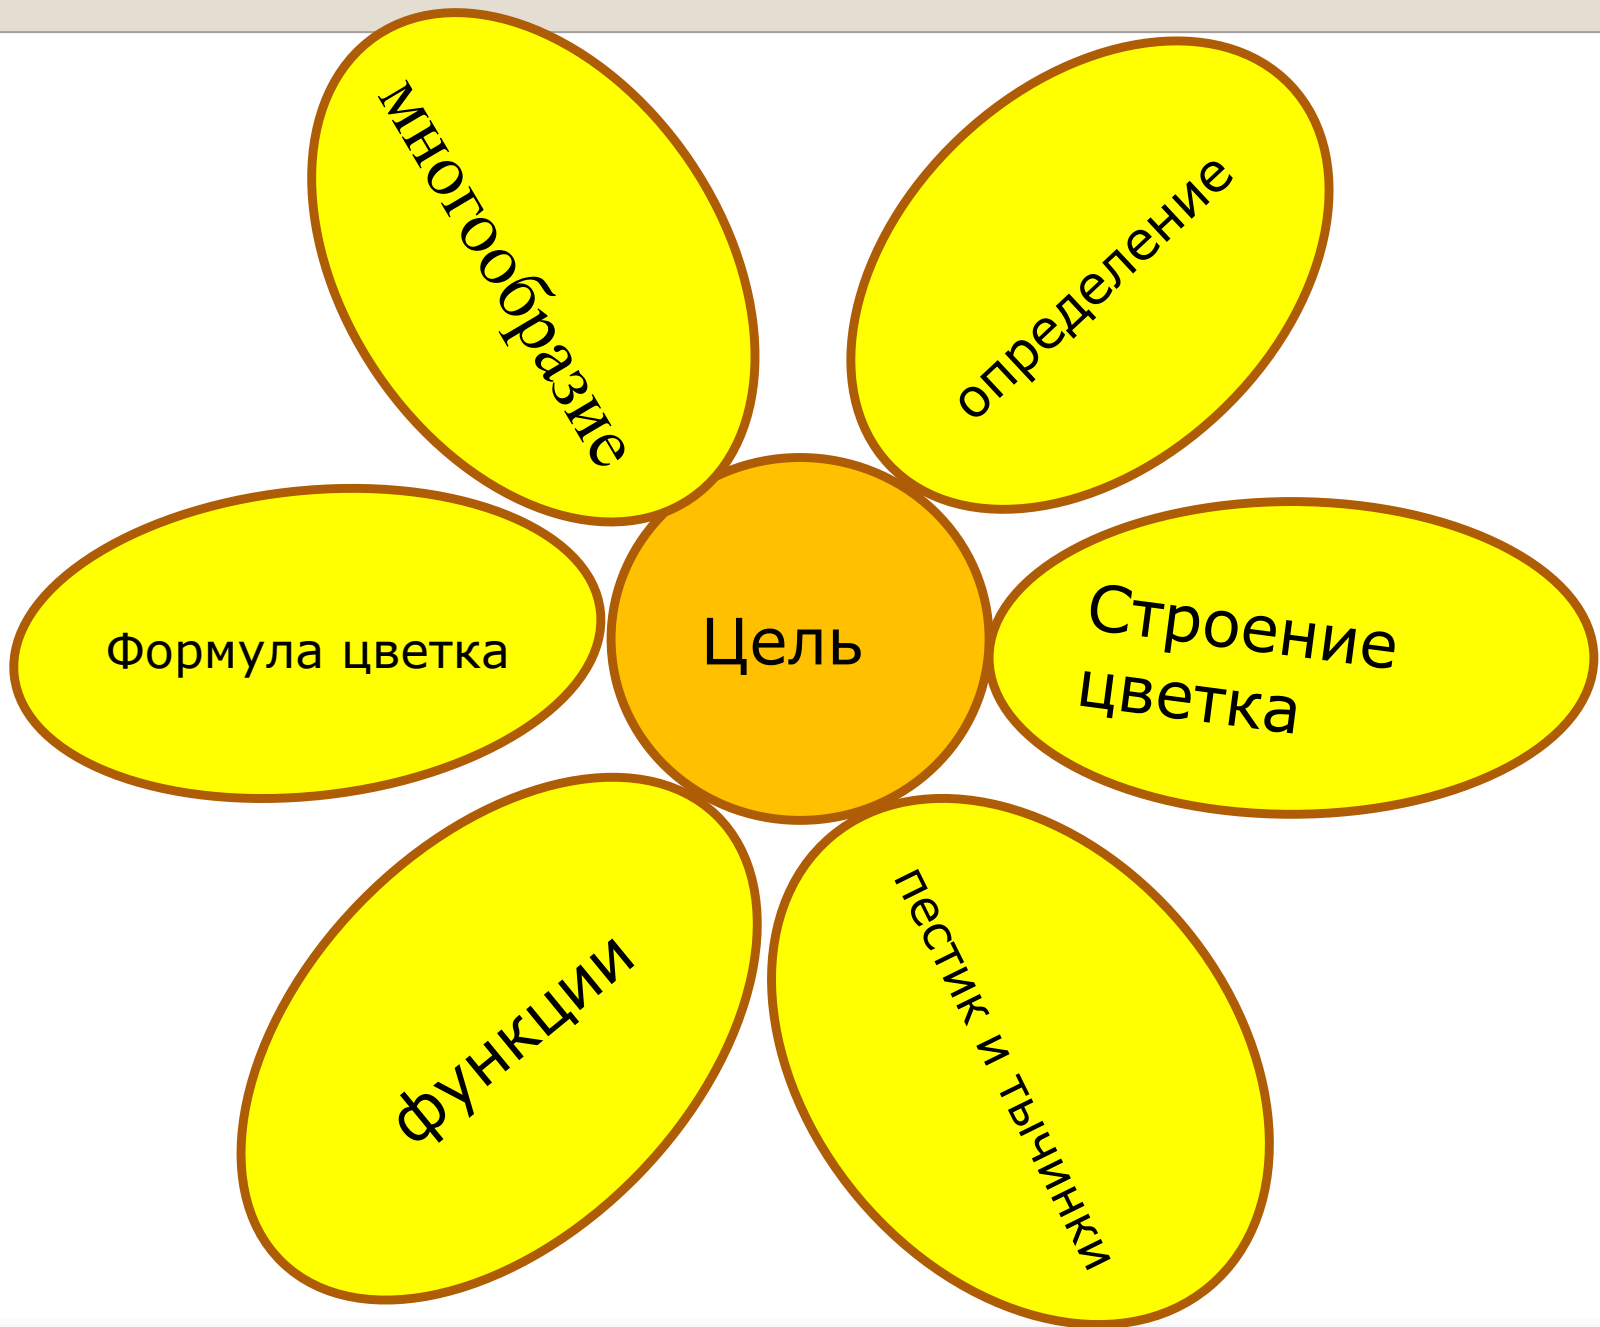 многообразие
определение
Формула цветка
Цель
Строение
цветка
функции
пестик и тычинки